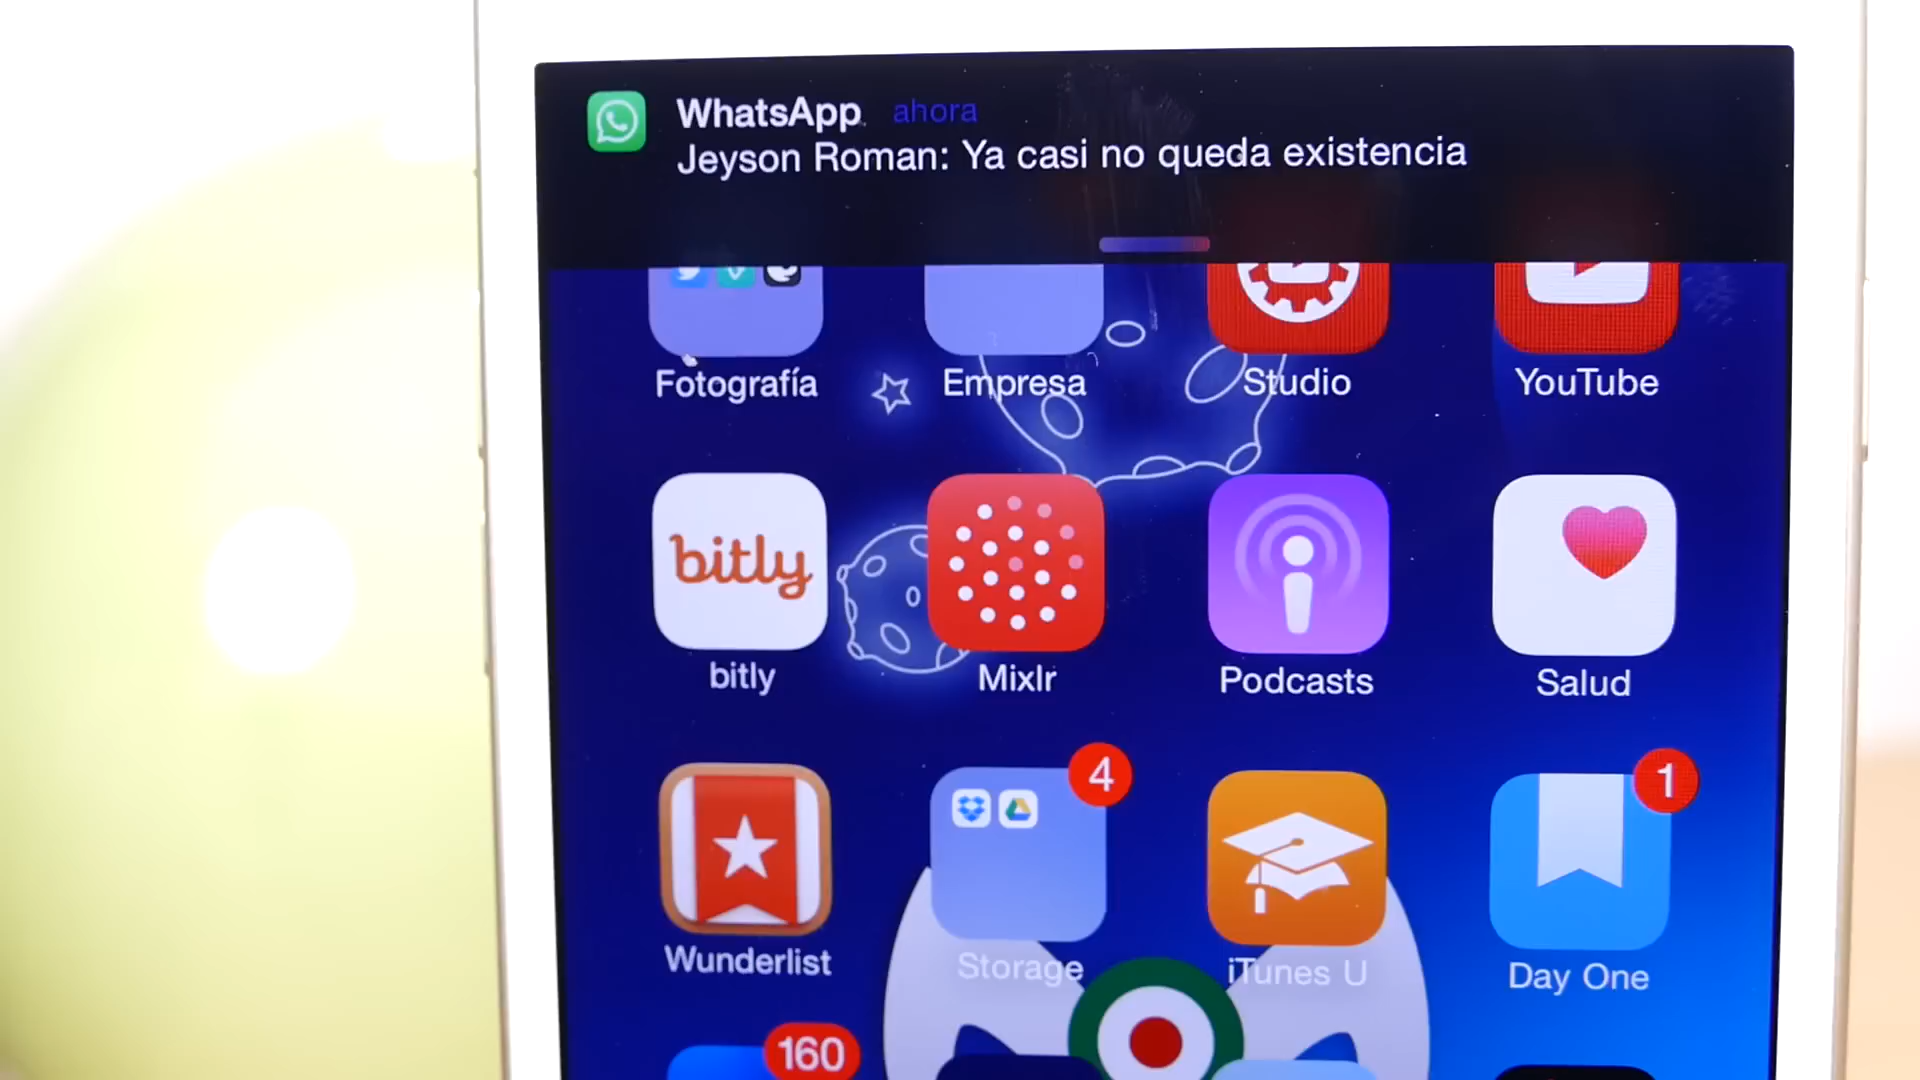 WhatsApp ahora
Jeyson Roman: Ya casi no queda existencia
Fotografía Empresa Studio YouTube
bitly
bitly Mixlr Podcasts Salud
4 1
Wunderlist Storage iTunes U Day One
160